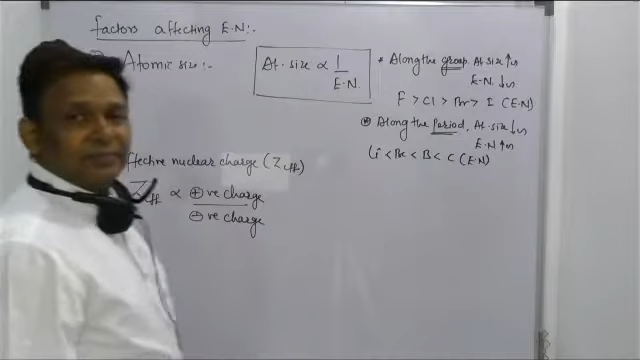 factors affecting E.N:-
Atomic size:-
At. size ∝ 1/E.N.
* Along the group, At size ↑es
E.N. ↓es
F > Cl > Br > I (E.N)
* Along the Period, At size ↓es
E.N ↑es
Li < Be < B < C (E.N)
ffective nuclear charge (Zeff)
Zeff ∝ ⊕ve charge
⊖ve charge